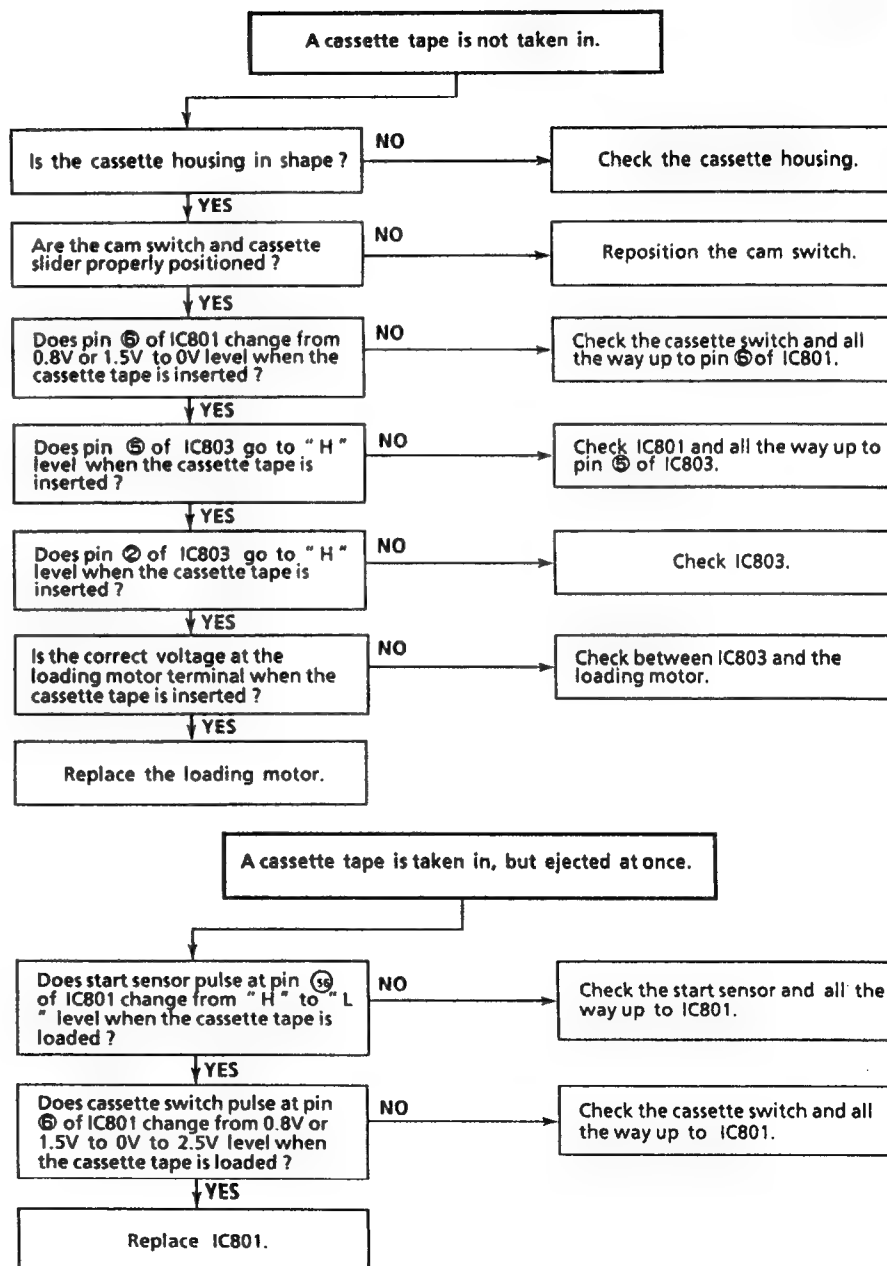 A cassette tape is not taken in.
Is the cassette housing in shape ?
NO
Check the cassette housing.
YES
Are the cam switch and cassette
slider properly positioned ?
NO
Reposition the cam switch.
YES
Does pin ⑥ of IC801 change from
0.8V or 1.5V to 0V level when the
cassette tape is inserted ?
NO
Check the cassette switch and all
the way up to pin ⑥ of IC801.
YES
Does pin ⑤ of IC803 go to " H "
level when the cassette tape is
inserted ?
NO
Check IC801 and all the way up to
pin ⑤ of IC803.
YES
Does pin ② of IC803 go to " H "
level when the cassette tape is
inserted ?
NO
Check IC803.
YES
Is the correct voltage at the
loading motor terminal when the
cassette tape is inserted ?
NO
Check between IC803 and the
loading motor.
YES
Replace the loading motor.
A cassette tape is taken in, but ejected at once.
Does start sensor pulse at pin
of IC801 change from " H " to " L
" level when the cassette tape is
loaded ?
NO
Check the start sensor and all the
way up to IC801.
YES
Does cassette switch pulse at pin
⑥ of IC801 change from 0.8V or
1.5V to 0V to 2.5V level when
the cassette tape is loaded ?
NO
Check the cassette switch and all
the way up to IC801.
YES
Replace IC801.